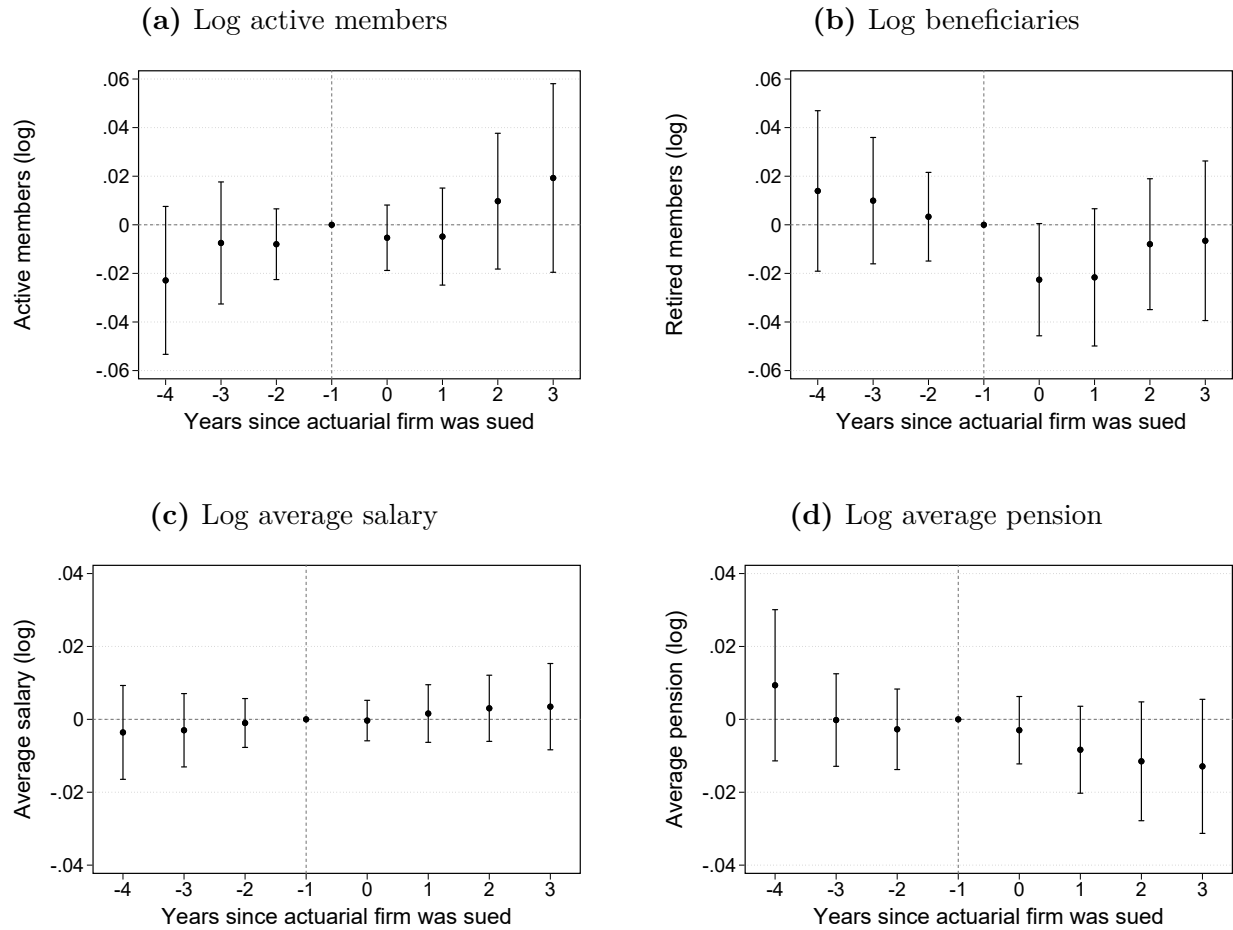 (a) Log active members
Active members (log)
.06
.04
.02
0
-.02
-.04
-.06
-4 -3 -2 -1 0 1 2 3
Years since actuarial firm was sued
(b) Log beneficiaries
Retired members (log)
.06
.04
.02
0
-.02
-.04
-.06
-4 -3 -2 -1 0 1 2 3
Years since actuarial firm was sued
(c) Log average salary
Average salary (log)
.04
.02
0
-.02
-.04
-4 -3 -2 -1 0 1 2 3
Years since actuarial firm was sued
(d) Log average pension
Average pension (log)
.04
.02
0
-.02
-.04
-4 -3 -2 -1 0 1 2 3
Years since actuarial firm was sued